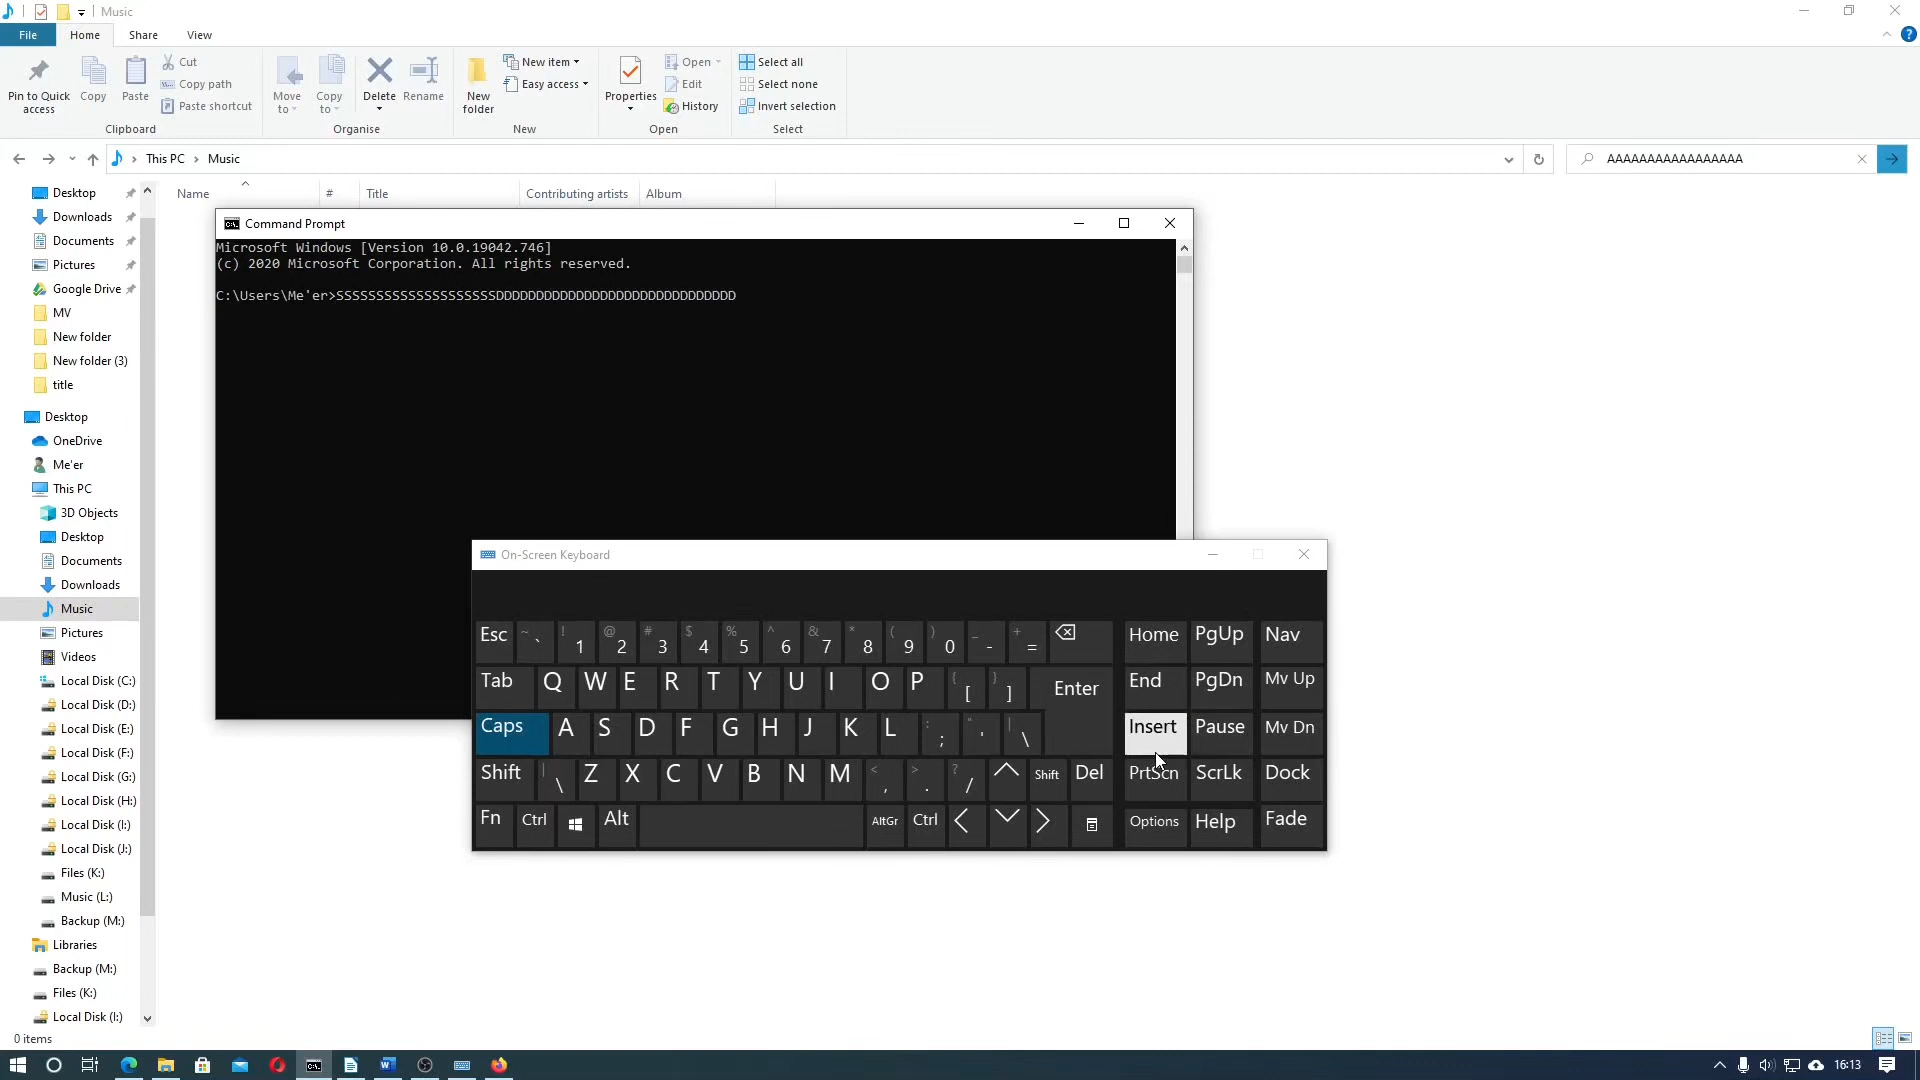 Music
File Home Share View
Pin to Quick access
Copy
Paste
Cut
Copy path
Paste shortcut
Clipboard
Move to
Copy to
Delete
Rename
Organise
New folder
New item
Easy access
New
Properties
Open
Edit
History
Open
Select all
Select none
Invert selection
Select
This PC › Music
AAAAAAAAAAAAAAAAA
Name # Title Contributing artists Album
Desktop
Downloads
Documents
Pictures
Google Drive
MV
New folder
New folder (3)
title
Desktop
OneDrive
Me'er
This PC
3D Objects
Desktop
Documents
Downloads
Music
Pictures
Videos
Local Disk (C:)
Local Disk (D:)
Local Disk (E:)
Local Disk (F:)
Local Disk (G:)
Local Disk (H:)
Local Disk (I:)
Local Disk (J:)
Files (K:)
Music (L:)
Backup (M:)
Libraries
Backup (M:)
Files (K:)
Local Disk (I:)
0 items
Command Prompt
Microsoft Windows [Version 10.0.19042.746]
(c) 2020 Microsoft Corporation. All rights reserved.
C:\Users\Me'er>SSSSSSSSSSSSSSSSSSSSDDDDDDDDDDDDDDDDDDDDDDDDDDDDDD
On-Screen Keyboard
Esc ~ ` ! 1 @ 2 # 3 $ 4 % 5 ^ 6 & 7 * 8 ( 9 ) 0 _ - + = Home PgUp Nav
Tab Q W E R T Y U I O P { [ } ] Enter End PgDn Mv Up
Caps A S D F G H J K L : ; " ' | \ Insert Pause Mv Dn
Shift | \ Z X C V B N M < , > . ? / Shift Del PrtScn ScrLk Dock
Fn Ctrl Alt AltGr Ctrl Options Help Fade
16:13